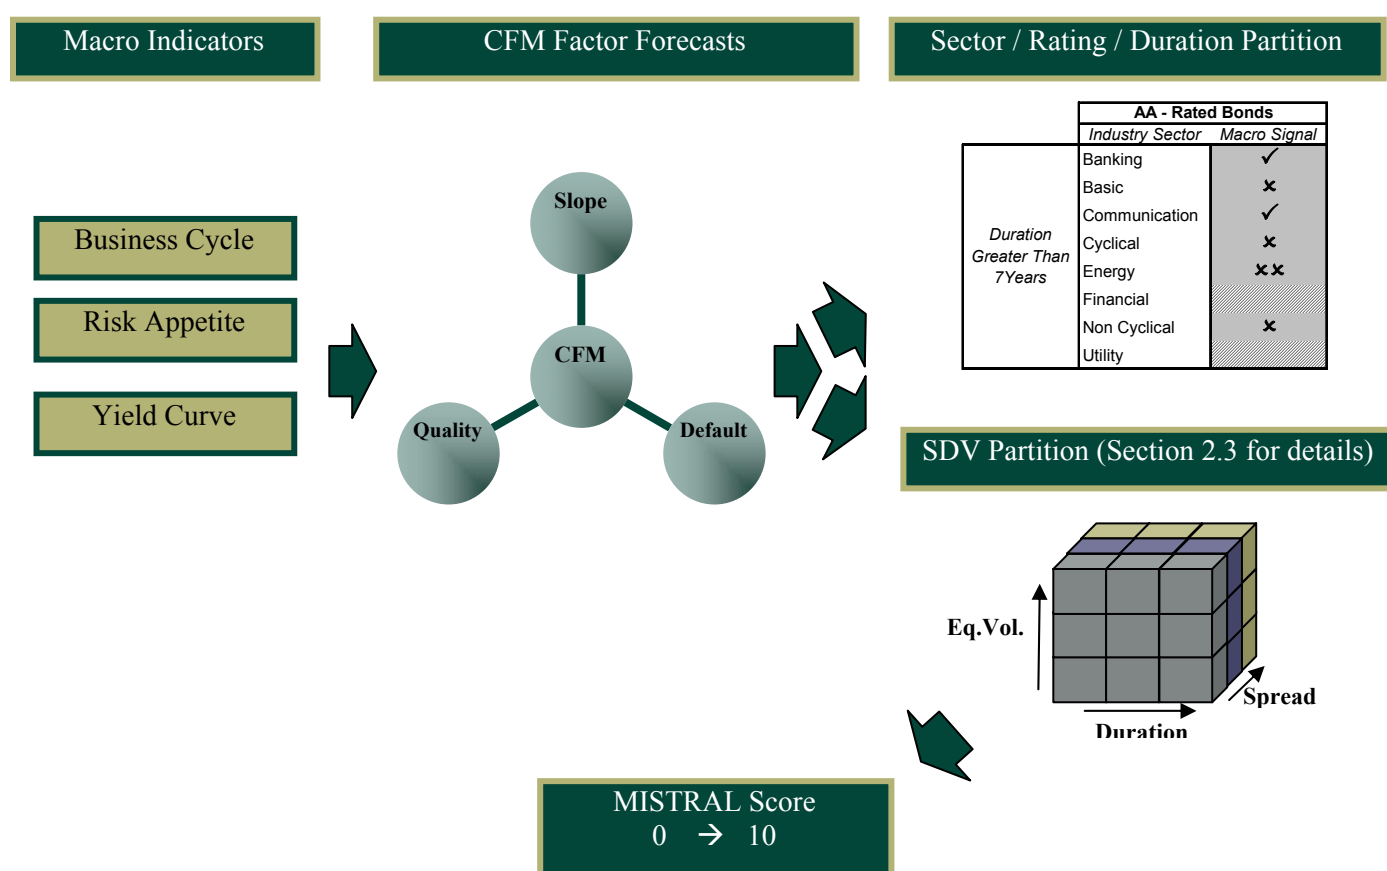 Macro Indicators
CFM Factor Forecasts
Sector / Rating / Duration Partition
Business Cycle
Risk Appetite
Yield Curve
Slope
CFM
Quality
Default
AA - Rated Bonds
Industry Sector Macro Signal
Duration
Greater Than
7Years
Banking ✓
Basic ✗
Communication ✓
Cyclical ✗
Energy ✗✗
Financial
Non Cyclical ✗
Utility
SDV Partition (Section 2.3 for details)
Eq.Vol.
Spread
Duration
MISTRAL Score
0 → 10